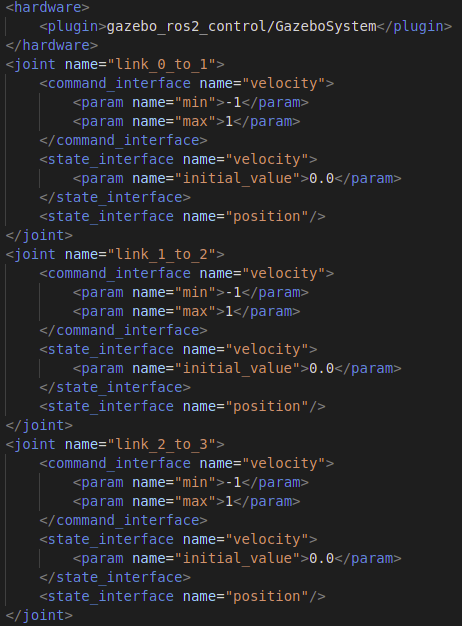 <hardware>
    <plugin>gazebo_ros2_control/GazeboSystem</plugin>
</hardware>
<joint name="link_0_to_1">
    <command_interface name="velocity">
        <param name="min">-1</param>
        <param name="max">1</param>
    </command_interface>
    <state_interface name="velocity">
        <param name="initial_value">0.0</param>
    </state_interface>
    <state_interface name="position"/>
</joint>
<joint name="link_1_to_2">
    <command_interface name="velocity">
        <param name="min">-1</param>
        <param name="max">1</param>
    </command_interface>
    <state_interface name="velocity">
        <param name="initial_value">0.0</param>
    </state_interface>
    <state_interface name="position"/>
</joint>
<joint name="link_2_to_3">
    <command_interface name="velocity">
        <param name="min">-1</param>
        <param name="max">1</param>
    </command_interface>
    <state_interface name="velocity">
        <param name="initial_value">0.0</param>
    </state_interface>
    <state_interface name="position"/>
</joint>